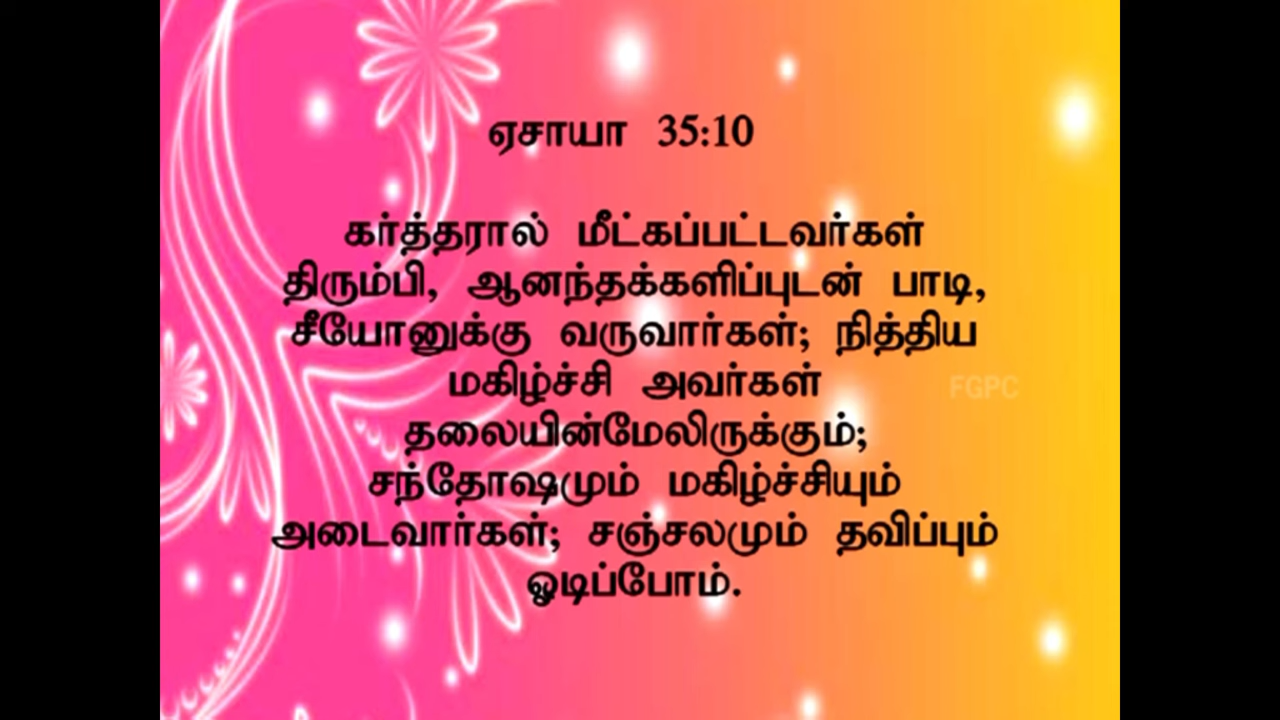 ஏசாயா 35:10
கர்த்தரால் மீட்கப்பட்டவர்கள்
திரும்பி, ஆனந்தக்களிப்புடன் பாடி,
சீயோனுக்கு வருவார்கள்; நித்திய
மகிழ்ச்சி அவர்கள்
தலையின்மேலிருக்கும்;
சந்தோஷமும் மகிழ்ச்சியும்
அடைவார்கள்; சஞ்சலமும் தவிப்பும்
ஓடிப்போம்.
FGPC